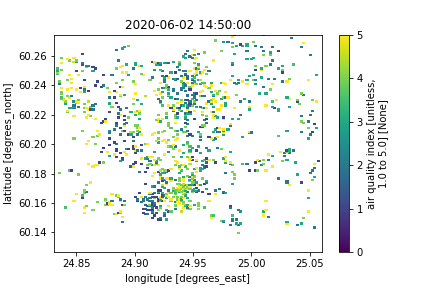 2020-06-02 14:50:00
60.26
60.24
60.22
60.20
60.18
60.16
60.14
latitude [degrees_north]
24.85 24.90 24.95 25.00 25.05
longitude [degrees_east]
5
4
3
2
1
0
air quality index [unitless,
1.0 to 5.0] [None]